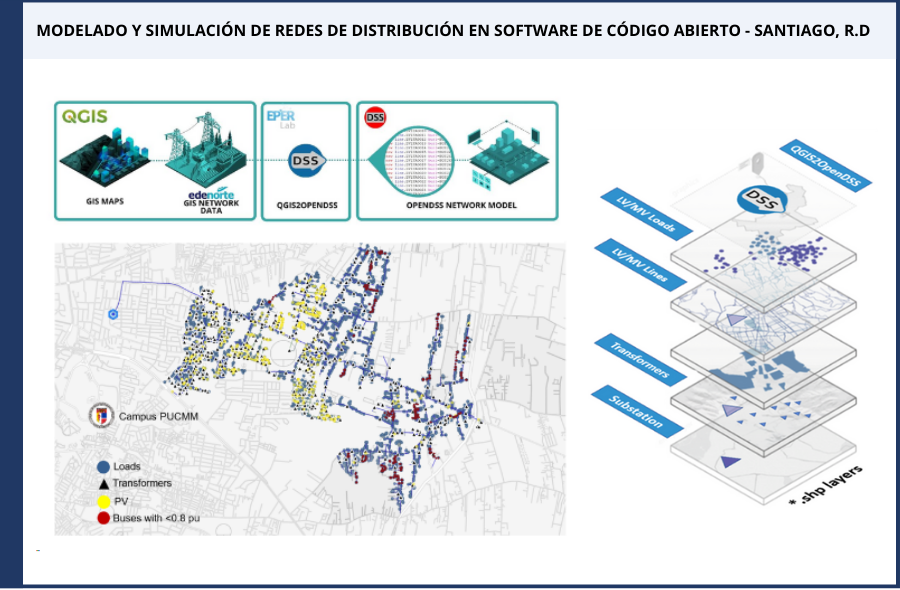 MODELADO Y SIMULACIÓN DE REDES DE DISTRIBUCIÓN EN SOFTWARE DE CÓDIGO ABIERTO - SANTIAGO, R.D
QGIS
GIS MAPS
edenorte
GIS NETWORK
DATA
EPER
Lab
DSS
QGIS2OPENDSS
DSS
OPENDSS NETWORK MODEL
Campus PUCMM
Loads
Transformers
PV
Buses with <0.8 pu
QGIS2OpenDSS
DSS
LV/MV Loads
LV/MV Lines
Transformers
Substation
* .shp layers
-